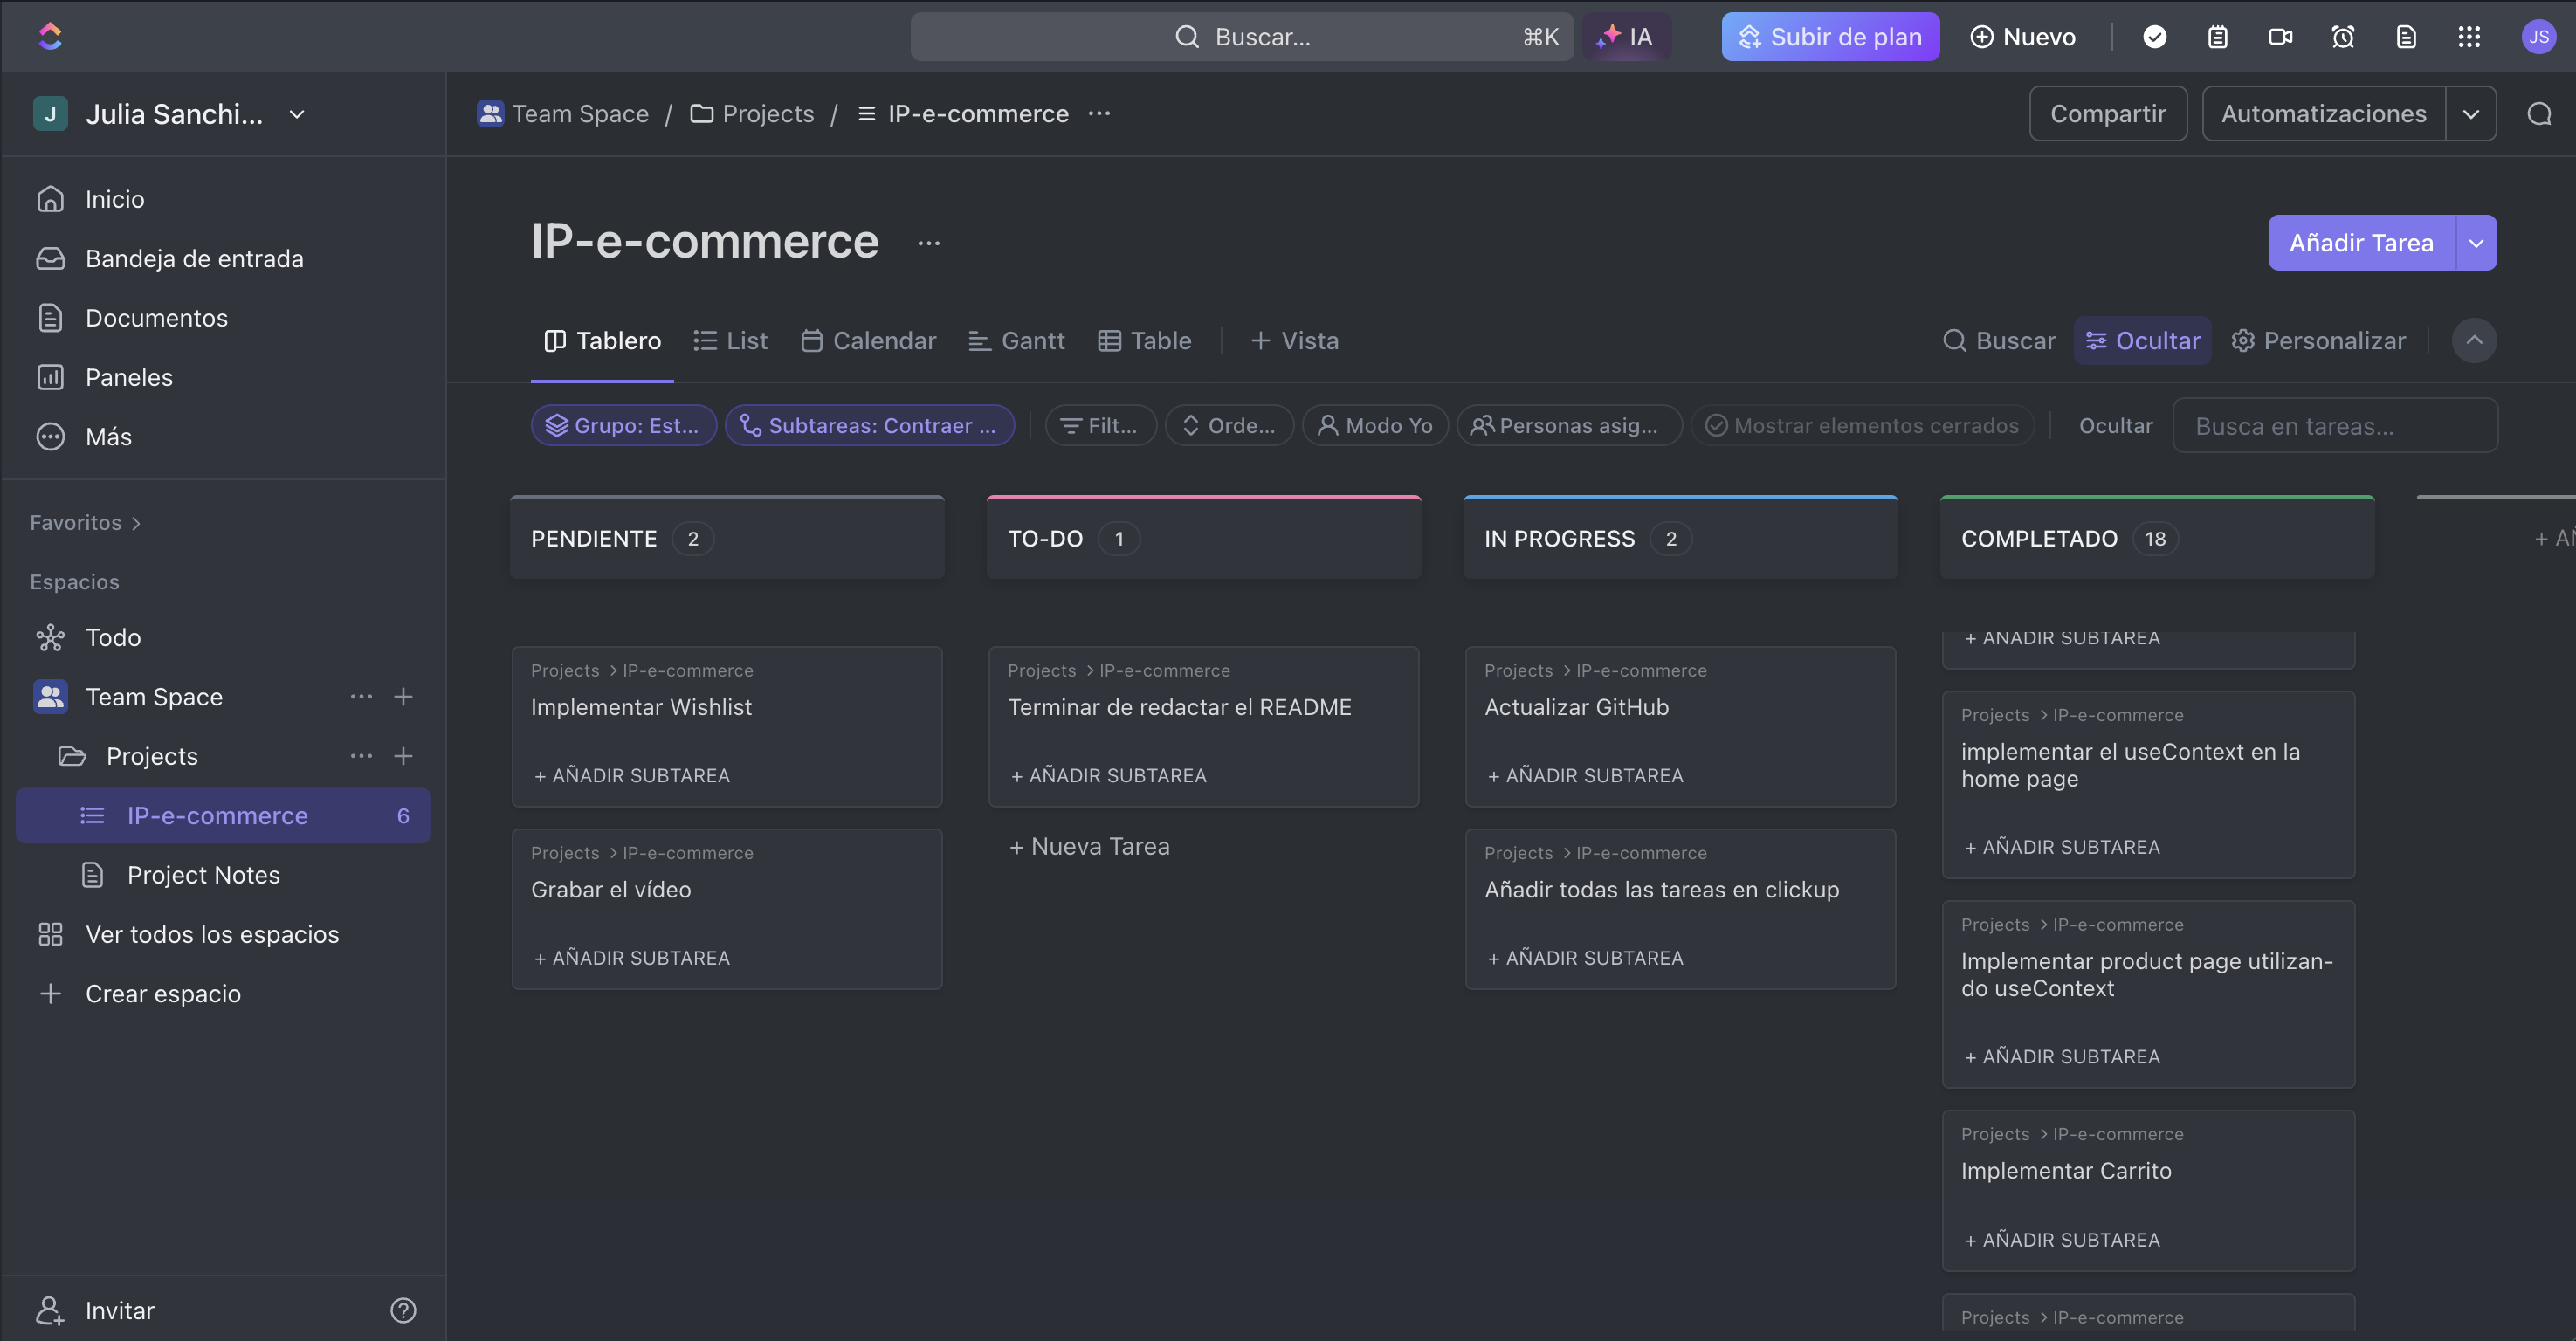 Buscar...
⌘K
IA
Subir de plan
Nuevo
JS
J
Julia Sanchi...
Team Space / Projects / IP-e-commerce ...
Compartir
Automatizaciones
Inicio
Bandeja de entrada
Documentos
Paneles
Más
Favoritos
Espacios
Todo
Team Space
Projects
IP-e-commerce 6
Project Notes
Ver todos los espacios
Crear espacio
Invitar
IP-e-commerce ...
Añadir Tarea
Tablero
List
Calendar
Gantt
Table
+ Vista
Buscar
Ocultar
Personalizar
Grupo: Est...
Subtareas: Contraer ...
Filt...
Orde...
Modo Yo
Personas asig...
Mostrar elementos cerrados
Ocultar
Busca en tareas...
PENDIENTE 2
Projects > IP-e-commerce
Implementar Wishlist
+ AÑADIR SUBTAREA
Projects > IP-e-commerce
Grabar el vídeo
+ AÑADIR SUBTAREA
TO-DO 1
Projects > IP-e-commerce
Terminar de redactar el README
+ AÑADIR SUBTAREA
+ Nueva Tarea
IN PROGRESS 2
Projects > IP-e-commerce
Actualizar GitHub
+ AÑADIR SUBTAREA
Projects > IP-e-commerce
Añadir todas las tareas en clickup
+ AÑADIR SUBTAREA
COMPLETADO 18
+ AÑADIR SUBTAREA
Projects > IP-e-commerce
implementar el useContext en la
home page
+ AÑADIR SUBTAREA
Projects > IP-e-commerce
Implementar product page utilizan-
do useContext
+ AÑADIR SUBTAREA
Projects > IP-e-commerce
Implementar Carrito
+ AÑADIR SUBTAREA
Projects > IP-e-commerce